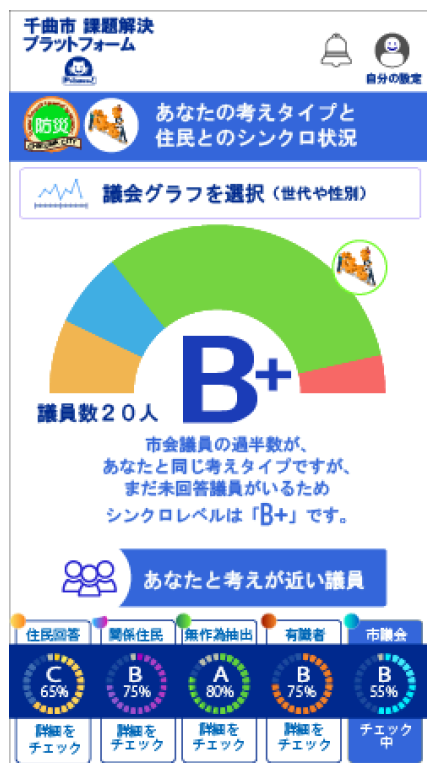 千曲市 課題解決
プラットフォーム
自分の設定
防災
CHIKUMA CITY
あなたの考えタイプと
住民とのシンクロ状況
議会グラフを選択（世代や性別）
B+
議員数20人
市会議員の過半数が、
あなたと同じ考えタイプですが、
まだ未回答議員がいるため
シンクロレベルは「B+」です。
あなたと考えが近い議員
住民回答 関係住民 無作為抽出 有識者 市議会
C B A B B
65% 75% 80% 75% 55%
詳細を 詳細を 詳細を 詳細を チェック
チェック チェック チェック チェック 中